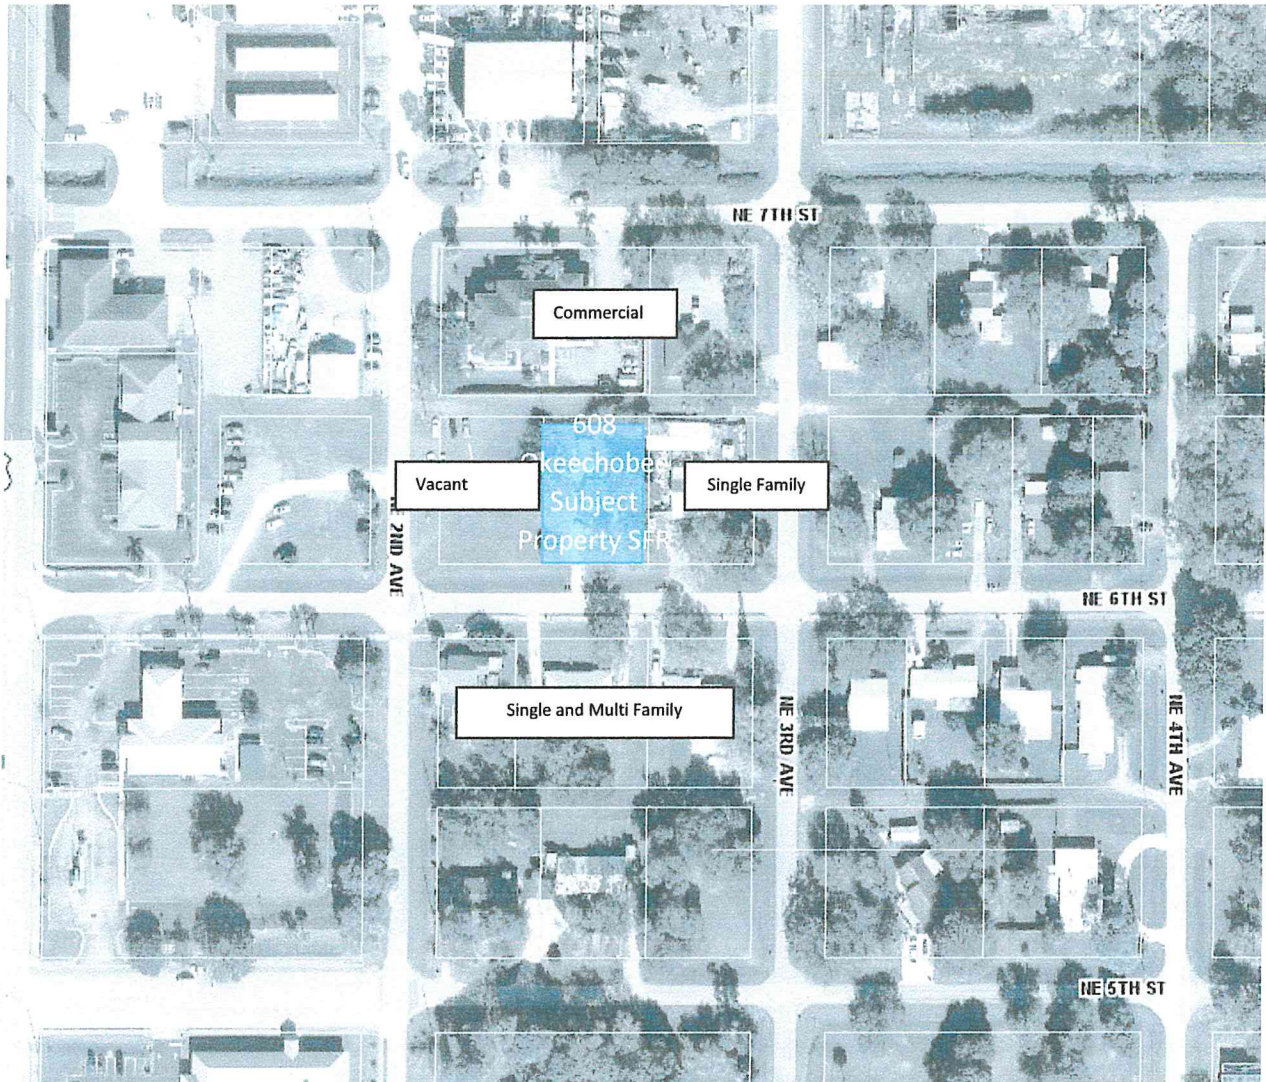 NE 7TH ST
Commercial
608
Okeechobee
Subject
Property SFR
Vacant
Single Family
2ND AVE
NE 6TH ST
Single and Multi Family
NE 3RD AVE
NE 4TH AVE
NE 5TH ST